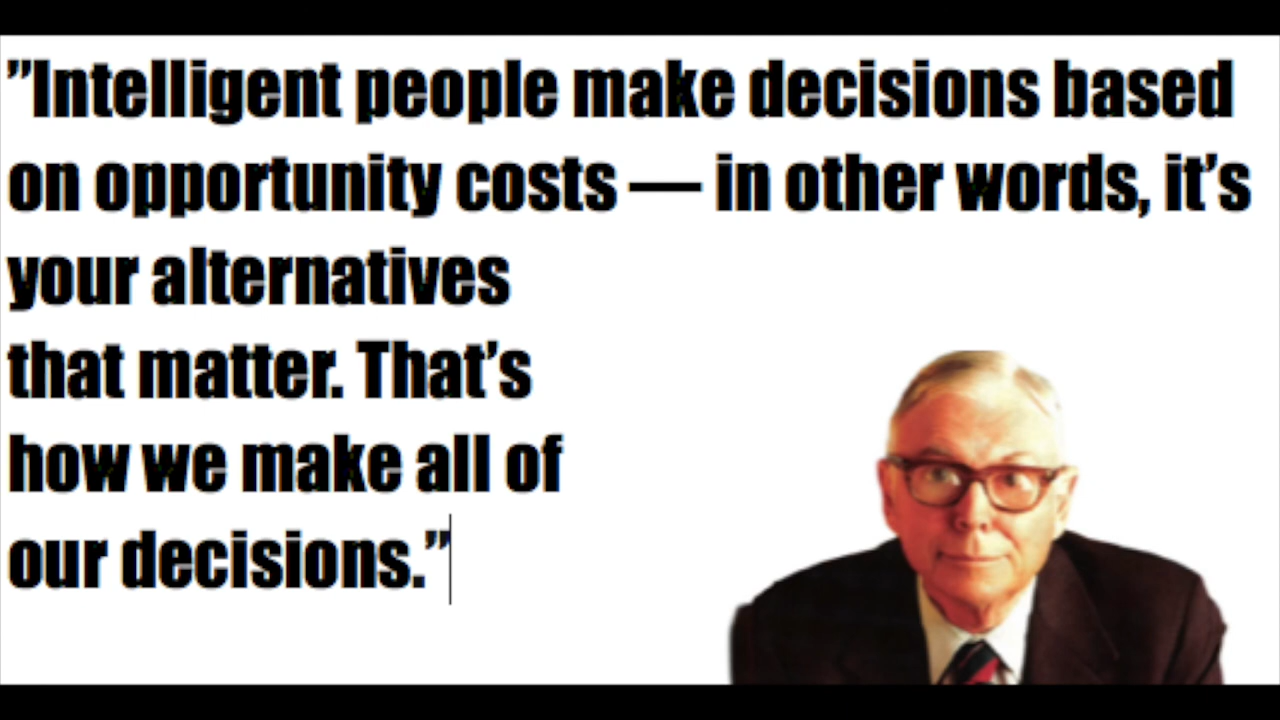 ”Intelligent people make decisions based
on opportunity costs — in other words, it’s
your alternatives
that matter. That’s
how we make all of
our decisions.”